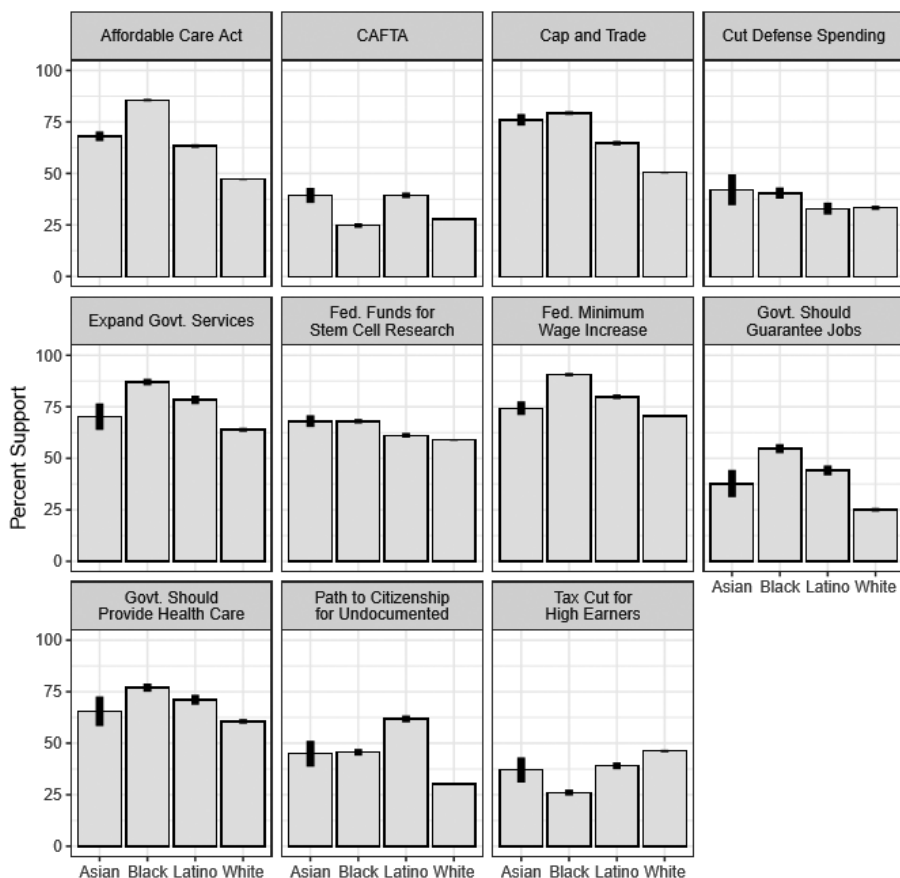 Affordable Care Act
CAFTA
Cap and Trade
Cut Defense Spending
100
75
50
25
0
Expand Govt. Services
Fed. Funds for
Stem Cell Research
Fed. Minimum
Wage Increase
Govt. Should
Guarantee Jobs
100
75
50
25
0
Percent Support
Asian Black Latino White
Govt. Should
Provide Health Care
Path to Citizenship
for Undocumented
Tax Cut for
High Earners
100
75
50
25
0
Asian Black Latino White
Asian Black Latino White
Asian Black Latino White